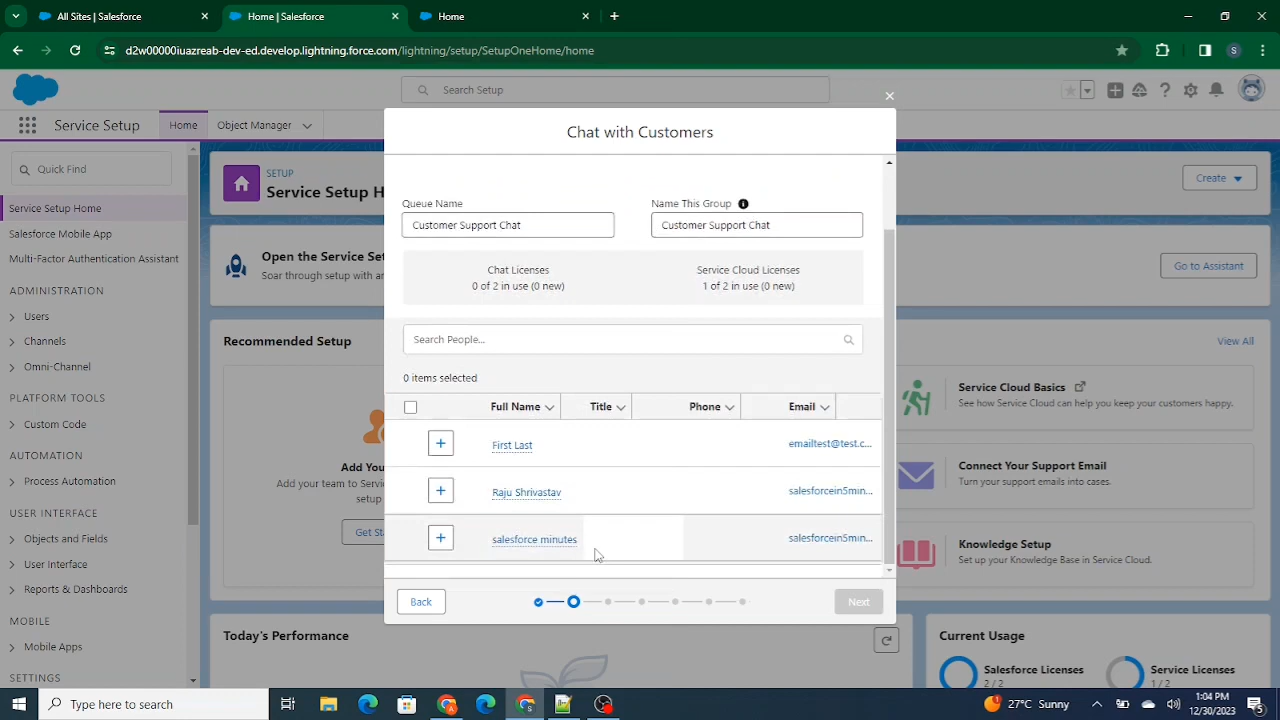 All Sites | Salesforce
Home | Salesforce
Home
d2w00000iuazreab-dev-ed.develop.lightning.force.com/lightning/setup/SetupOneHome/home
S
Search Setup
Service Setup
Home
Object Manager
Quick Find
Service Setup Home
Salesforce Mobile App
Multi-Factor Authentication Assistant
ADMINISTRATION
Users
Channels
Omni-Channel
PLATFORM TOOLS
Custom Code
AUTOMATION
Process Automation
USER INTERFACE
Objects and Fields
User Interface
Reports & Dashboards
MOBILE
Mobile Apps
SETTINGS
SETUP
Service Setup H
Create
Open the Service Set
Soar through setup with an
Go to Assistant
Recommended Setup
View All
Add You
Add your team to Servic
setup
Get St
Service Cloud Basics
See how Service Cloud can help you keep your customers happy.
Connect Your Support Email
Turn your support emails into cases.
Knowledge Setup
Set up your Knowledge Base in Service Cloud.
Today's Performance
Current Usage
Salesforce Licenses
2 / 2
Service Licenses
1 / 2
Chat with Customers
Queue Name
Name This Group
Customer Support Chat
Customer Support Chat
Chat Licenses
0 of 2 in use (0 new)
Service Cloud Licenses
1 of 2 in use (0 new)
Search People...
0 items selected
Full Name
Title
Phone
Email
First Last
emailtest@test.c...
Raju Shrivastav
salesforcein5min...
salesforce minutes
salesforcein5min...
Back
Next
Type here to search
27°C Sunny
1:04 PM
12/30/2023